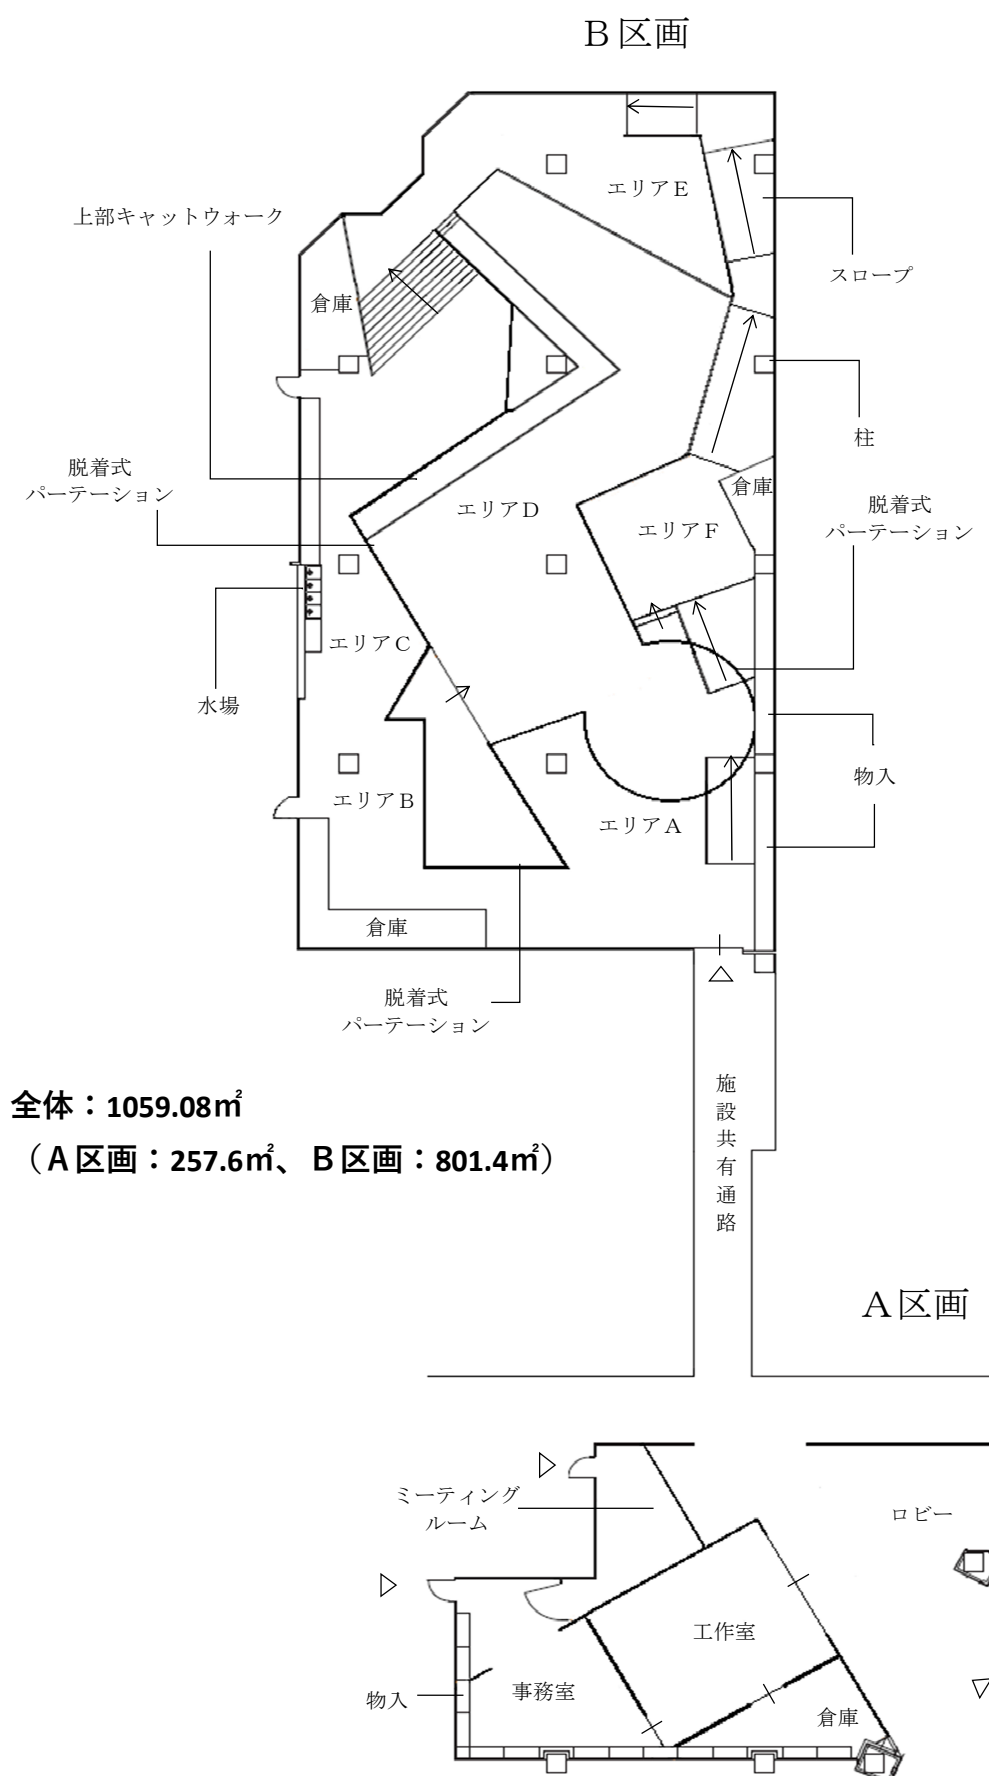 Ｂ区画
エリアＥ
上部キャットウォーク
スロープ
倉庫
柱
脱着式
パーテーション
倉庫
脱着式
パーテーション
エリアＤ
エリアＦ
エリアＣ
水場
物入
エリアＢ
エリアＡ
倉庫
脱着式
パーテーション
全体：1059.08㎡
（Ａ区画：257.6㎡、Ｂ区画：801.4㎡）
施設共有通路
Ａ区画
ミーティング
ルーム
ロビー
工作室
事務室
物入
倉庫